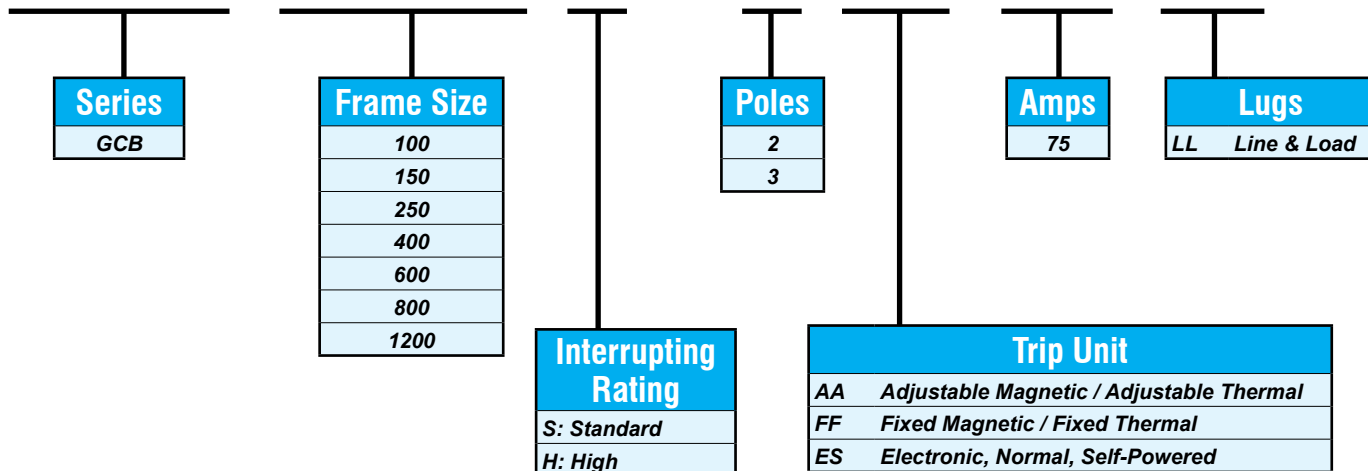 Series
GCB
Frame Size
100
150
250
400
600
800
1200
Interrupting
Rating
S: Standard
H: High
Poles
2
3
Trip Unit
AA Adjustable Magnetic / Adjustable Thermal
FF Fixed Magnetic / Fixed Thermal
ES Electronic, Normal, Self-Powered
Amps
75
Lugs
LL Line & Load